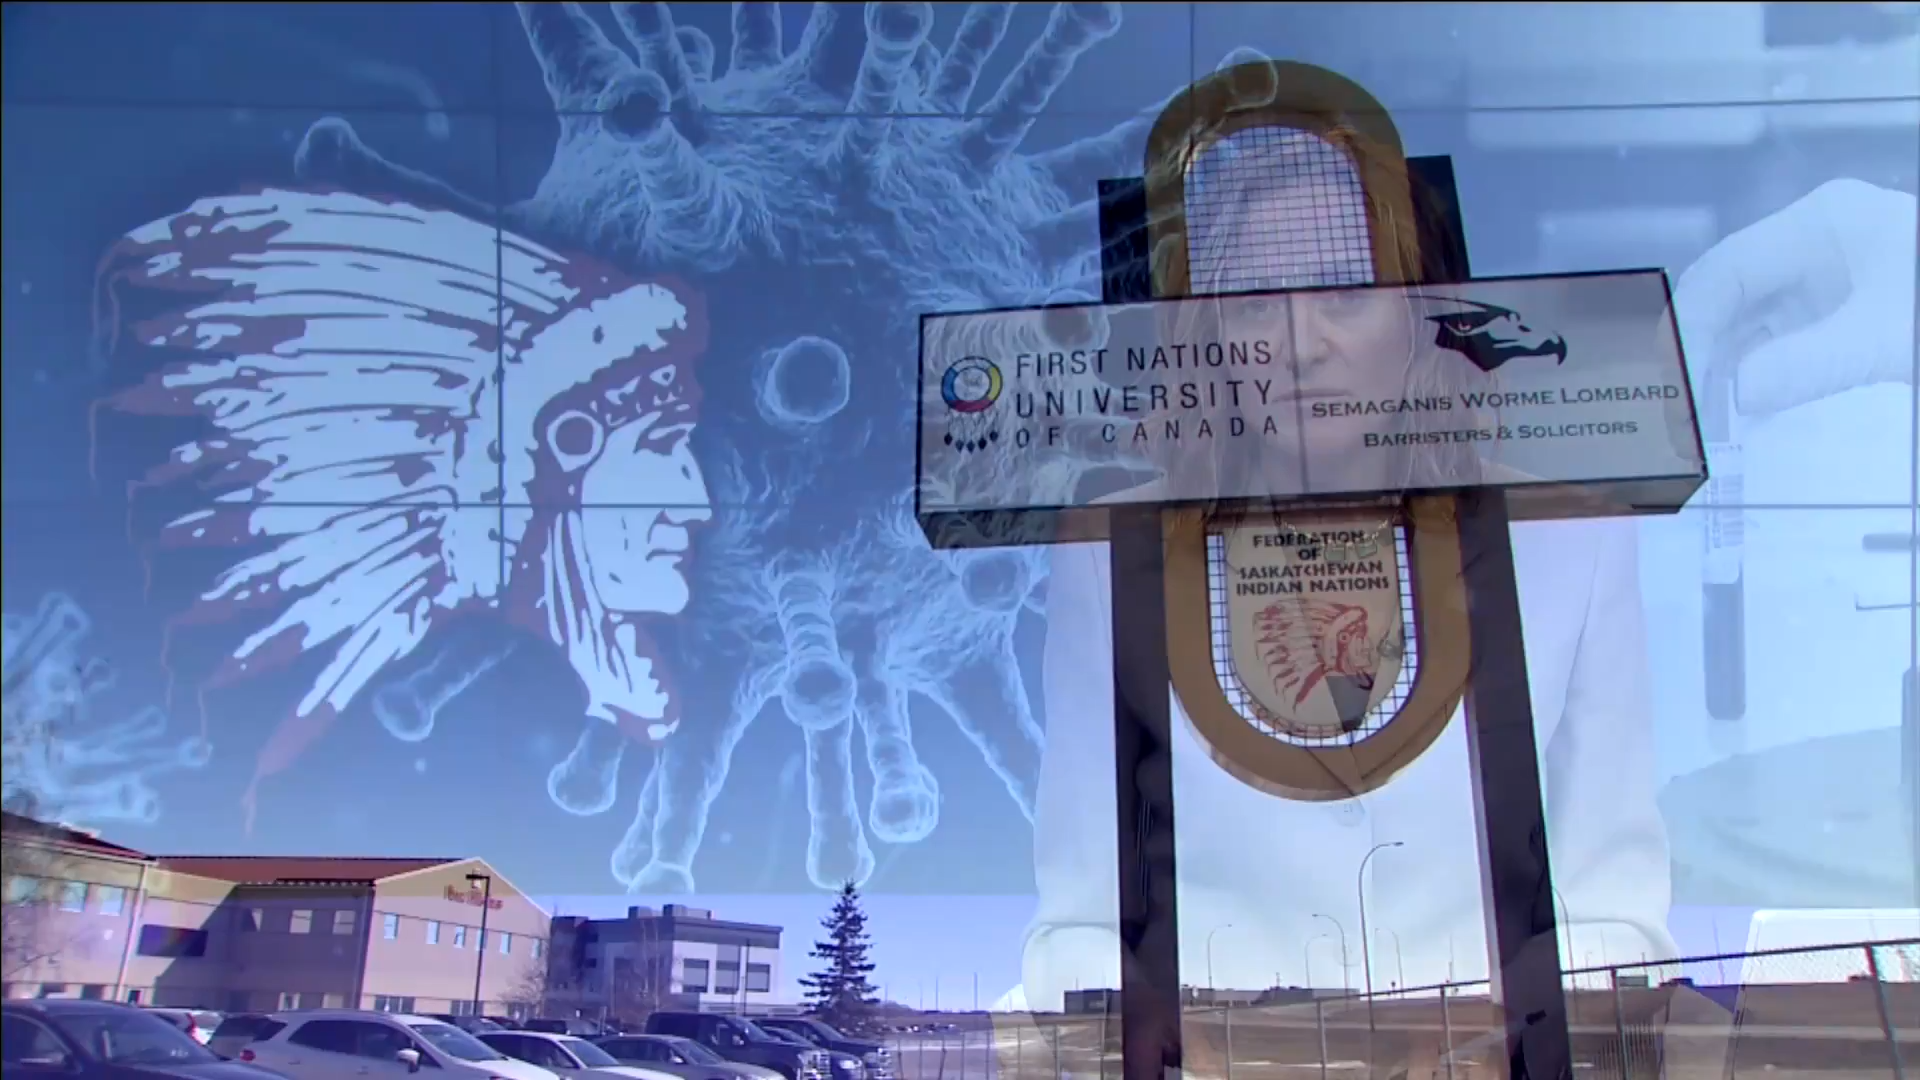 FIRST NATIONS
UNIVERSITY
OF CANADA
SEMAGANIS WORME LOMBARD
BARRISTERS & SOLICITORS
FEDERATION
OF
SASKATCHEWAN
INDIAN NATIONS